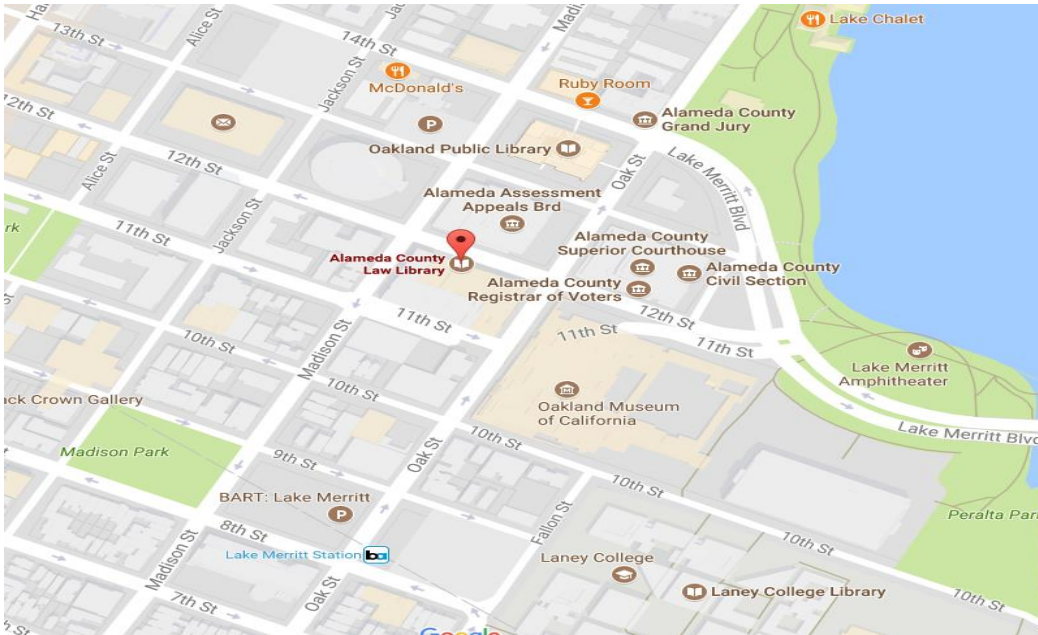 Lake Chalet
13th St
Alice St
14th St
Madison St
McDonald's
Jackson St
Ruby Room
12th St
Alameda County
Grand Jury
Oakland Public Library
Lake Merritt Blvd
Oak St
Alice St
12th St
Alameda Assessment
Appeals Brd
11th St
Jackson St
Alameda County
Law Library
Alameda County
Superior Courthouse
Alameda County
Civil Section
Alameda County
Registrar of Voters
12th St
11th St
11th St
11th St
10th St
Madison St
Lake Merritt
Amphitheater
10th St
Oakland Museum
of California
Lake Merritt Blvd
Crown Gallery
Madison Park
9th St
Oak St
10th St
BART: Lake Merritt
P
P
8th St
Fallon St
10th St
Lake Merritt Station
ba
Laney College
Laney College Library
Madison St
Oak St
7th St
10th St
Google